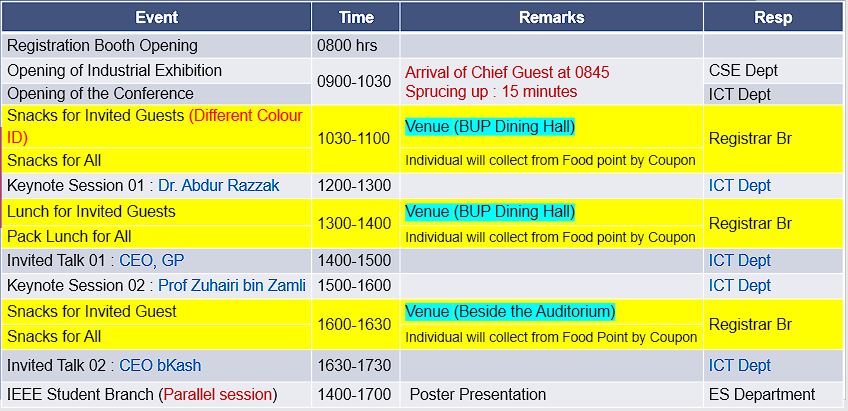 Event Time Remarks Resp
Registration Booth Opening 0800 hrs
Opening of Industrial Exhibition 0900-1030 Arrival of Chief Guest at 0845 CSE Dept
Opening of the Conference Sprucing up : 15 minutes ICT Dept
Snacks for Invited Guests (Different Colour
ID) 1030-1100 Venue (BUP Dining Hall) Registrar Br
Snacks for All Individual will collect from Food point by Coupon
Keynote Session 01 : Dr. Abdur Razzak 1200-1300 ICT Dept
Lunch for Invited Guests 1300-1400 Venue (BUP Dining Hall) Registrar Br
Pack Lunch for All Individual will collect from Food point by Coupon
Invited Talk 01 : CEO, GP 1400-1500 ICT Dept
Keynote Session 02 : Prof Zuhairi bin Zamli 1500-1600 ICT Dept
Snacks for Invited Guest 1600-1630 Venue (Beside the Auditorium) Registrar Br
Snacks for All Individual will collect from Food Point by Coupon
Invited Talk 02 : CEO bKash 1630-1730 ICT Dept
IEEE Student Branch (Parallel session) 1400-1700 Poster Presentation ES Department